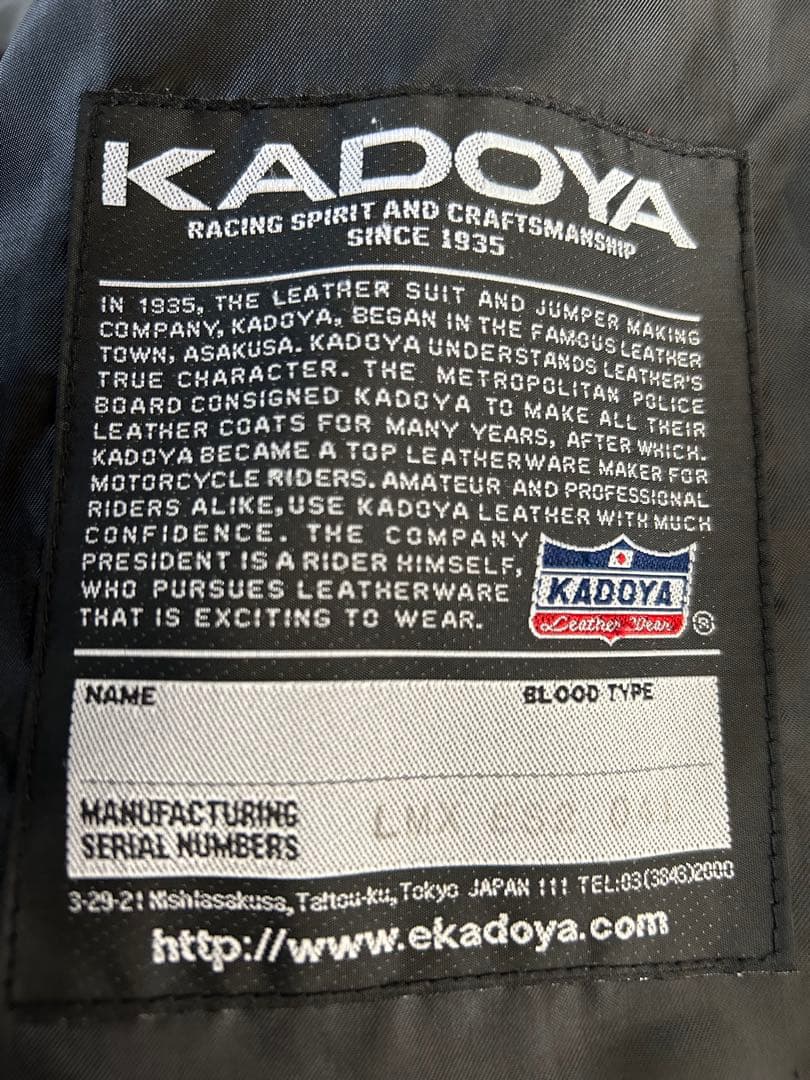 KADOYA
RACING SPIRIT AND CRAFTSMANSHIP
SINCE 1935
IN 1935, THE LEATHER SUIT AND JUMPER MAKING
COMPANY, KADOYA, BEGAN IN THE FAMOUS LEATHER
TOWN, ASAKUSA. KADOYA UNDERSTANDS LEATHER'S
TRUE CHARACTER. THE METROPOLITAN POLICE
BOARD CONSIGNED KADOYA TO MAKE ALL THEIR
LEATHER COATS FOR MANY YEARS, AFTER WHICH.
KADOYA BECAME A TOP LEATHERWARE MAKER FOR
MOTORCYCLE RIDERS. AMATEUR AND PROFESSIONAL
RIDERS ALIKE, USE KADOYA LEATHER WITH MUCH
CONFIDENCE. THE COMPANY
PRESIDENT IS A RIDER HIMSELF,
WHO PURSUES LEATHERWARE
THAT IS EXCITING TO WEAR.
KADOYA
Leather Wear ®
NAME BLOOD TYPE
MANUFACTURING
SERIAL NUMBERS
3-29-21 Nishiasakusa, Taitou-ku, Tokyo JAPAN 111 TEL:03(3843)2000
http://www.ekadoya.com